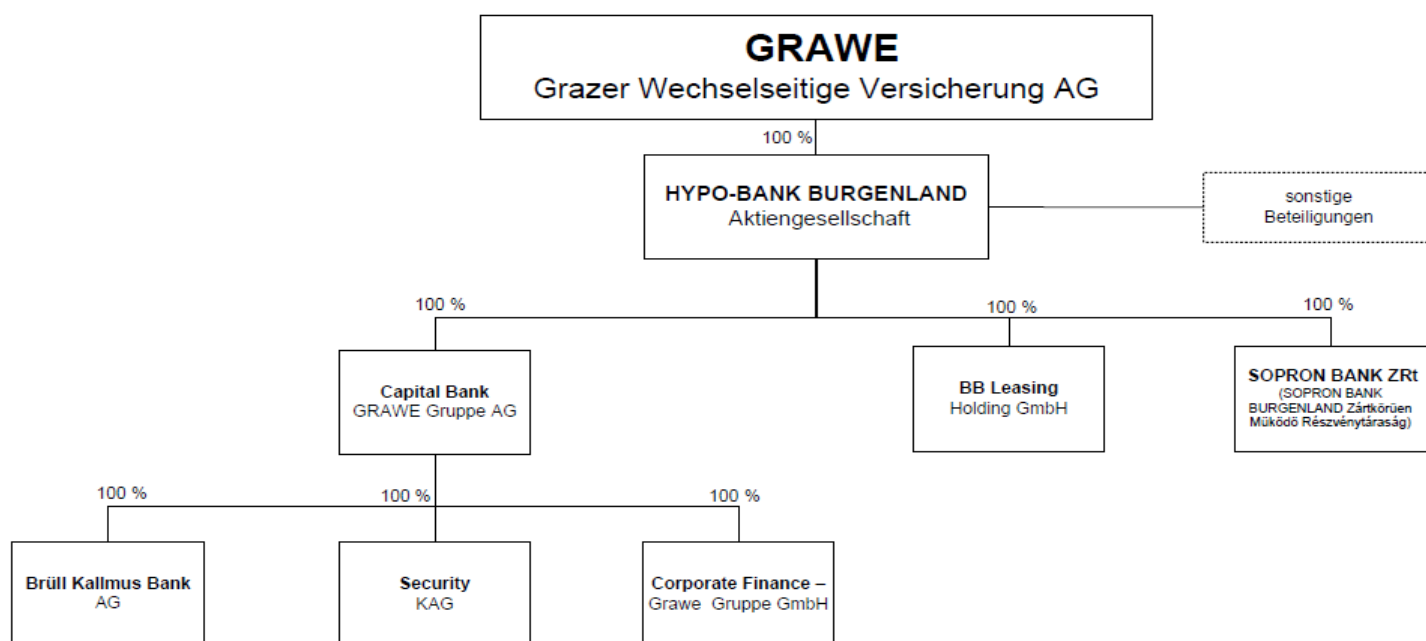 GRAWE
Grazer Wechselseitige Versicherung AG
100 %
HYPO-BANK BURGENLAND
Aktiengesellschaft
sonstige
Beteiligungen
100 %
100 %
100 %
Capital Bank
GRAWE Gruppe AG
BB Leasing
Holding GmbH
SOPRON BANK ZRt
(SOPRON BANK
BURGENLAND Zártkörüen
Müködö Részvénytáraság)
100 %
100 %
100 %
Brüll Kallmus Bank
AG
Security
KAG
Corporate Finance –
Grawe Gruppe GmbH